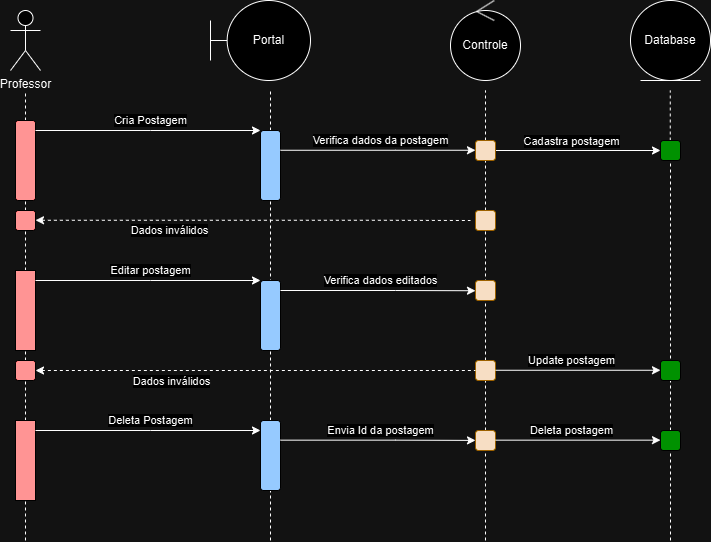 Portal
Controle
Database
Professor
Cria Postagem
Verifica dados da postagem
Cadastra postagem
Dados inválidos
Editar postagem
Verifica dados editados
Update postagem
Dados inválidos
Deleta Postagem
Envia Id da postagem
Deleta postagem